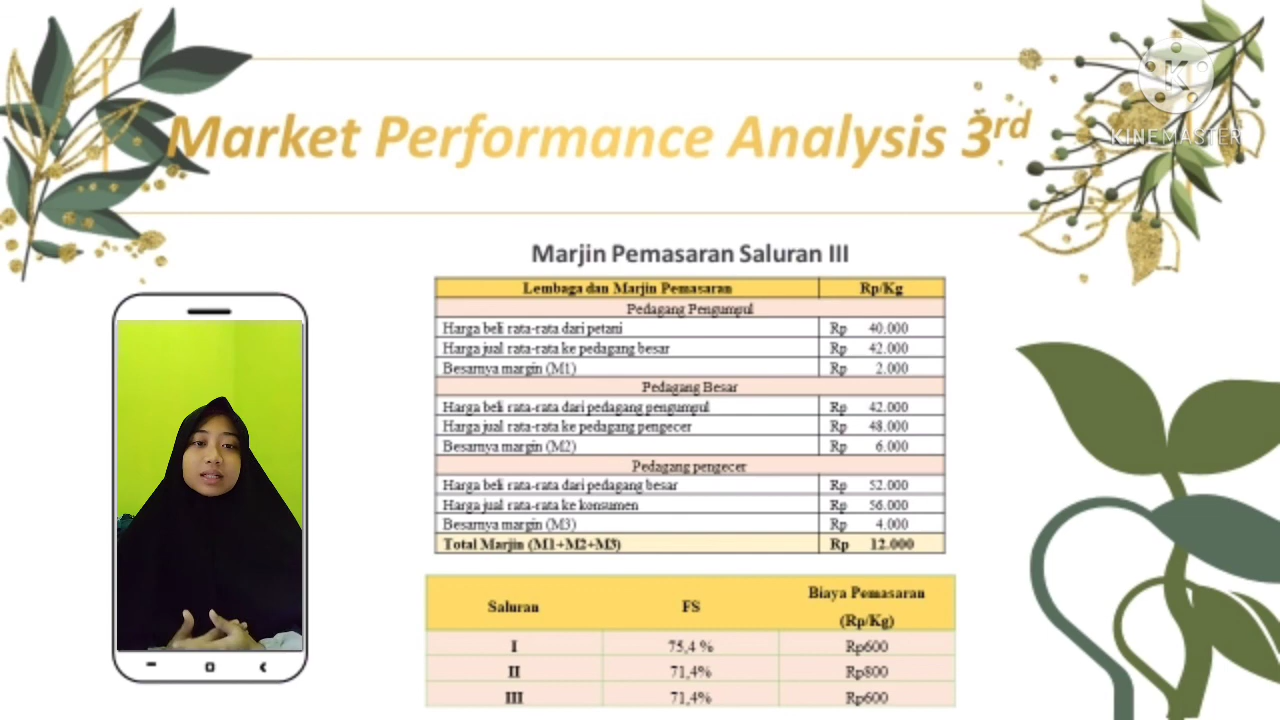 Market Performance Analysis 3rd
KINEMASTER
Marjin Pemasaran Saluran III
Lembaga dan Marjin Pemasaran Rp/Kg
Pedagang Pengumpul
Harga beli rata-rata dari petani Rp 40.000
Harga jual rata-rata ke pedagang besar Rp 42.000
Besarnya margin (M1) Rp 2.000
Pedagang Besar
Harga beli rata-rata dari pedagang pengumpul Rp 42.000
Harga jual rata-rata ke pedagang pengecer Rp 48.000
Besarnya margin (M2) Rp 6.000
Pedagang pengecer
Harga beli rata-rata dari pedagang besar Rp 52.000
Harga jual rata-rata ke konsumen Rp 56.000
Besarnya margin (M3) Rp 4.000
Total Marjin (M1+M2+M3) Rp 12.000
Saluran FS Biaya Pemasaran
(Rp/Kg)
I 75,4 % Rp600
II 71,4% Rp800
III 71,4% Rp600